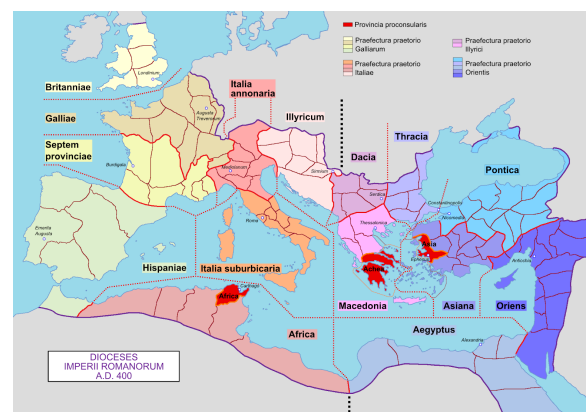 Provincia proconsularis
Praefectura praetorio
Galliarum
Praefectura praetorio
Illyrici
Praefectura praetorio
Italiae
Praefectura praetorio
Orientis
Londinium
Britanniae
Galliae
Septem
provinciae
Italia
annonaria
Augusta
Treverorum
Illyricum
Dacia
Thracia
Pontica
Burdigala
Mediolanum
Sirmium
Serdica
Constantinopolis
Nicomedia
Thessalonica
Emerita
Augusta
Roma
Asia
Ephesus
Achaea
Antiochia
Hispaniae
Italia suburbicaria
Carthago
Africa
Macedonia
Asiana
Oriens
Africa
Aegyptus
Alexandria
DIOCESES
IMPERII ROMANORUM
A.D. 400